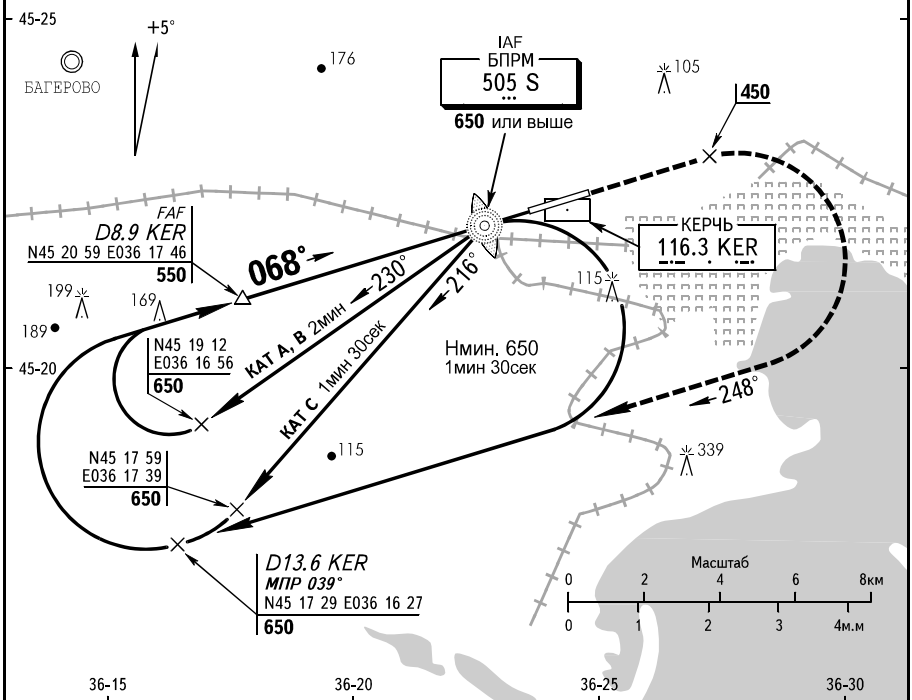 45-25
+5°
БАГЕРОВО
176
IAF
БПРМ
505 S
650 или выше
105
450
FAF
D8.9 KER
N45 20 59 E036 17 46
550
068°
230°
216°
КЕРЧЬ
116.3 KER
199
169
189
115
45-20
N45 19 12
E036 16 56
650
КАТ А, В 2мин
КАТ С 1мин 30сек
Нмин. 650
1мин 30сек
248°
N45 17 59
E036 17 39
650
115
339
D13.6 KER
МПР 039°
N45 17 29 E036 16 27
650
Масштаб
0 2 4 6 8км
0 1 2 3 4м.м
36-15 36-20 36-25 36-30